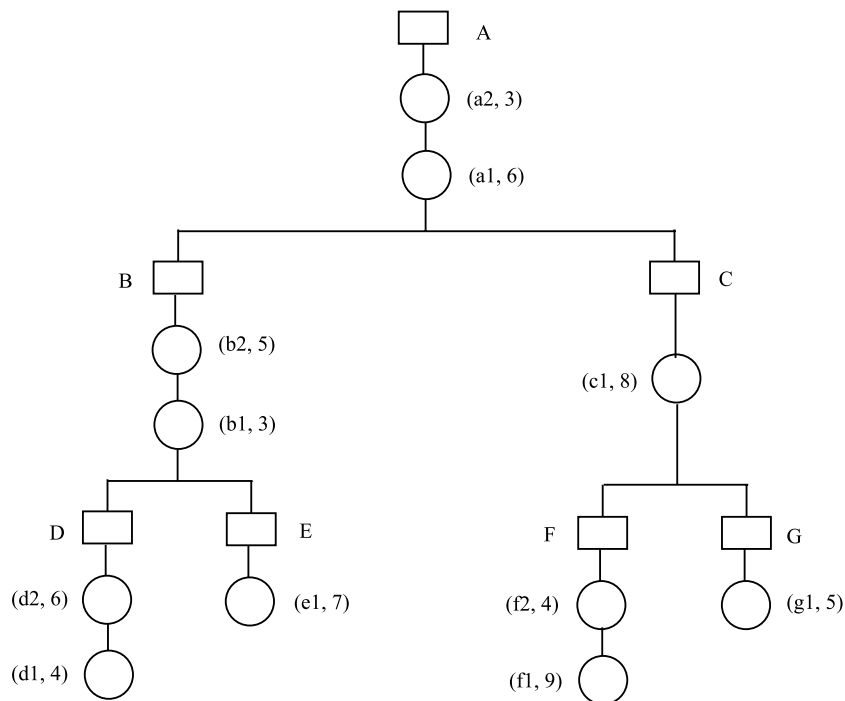 A
(a2, 3)
(a1, 6)
B
C
(b2, 5)
(c1, 8)
(b1, 3)
D
E
F
G
(d2, 6)
(e1, 7)
(f2, 4)
(g1, 5)
(d1, 4)
(f1, 9)